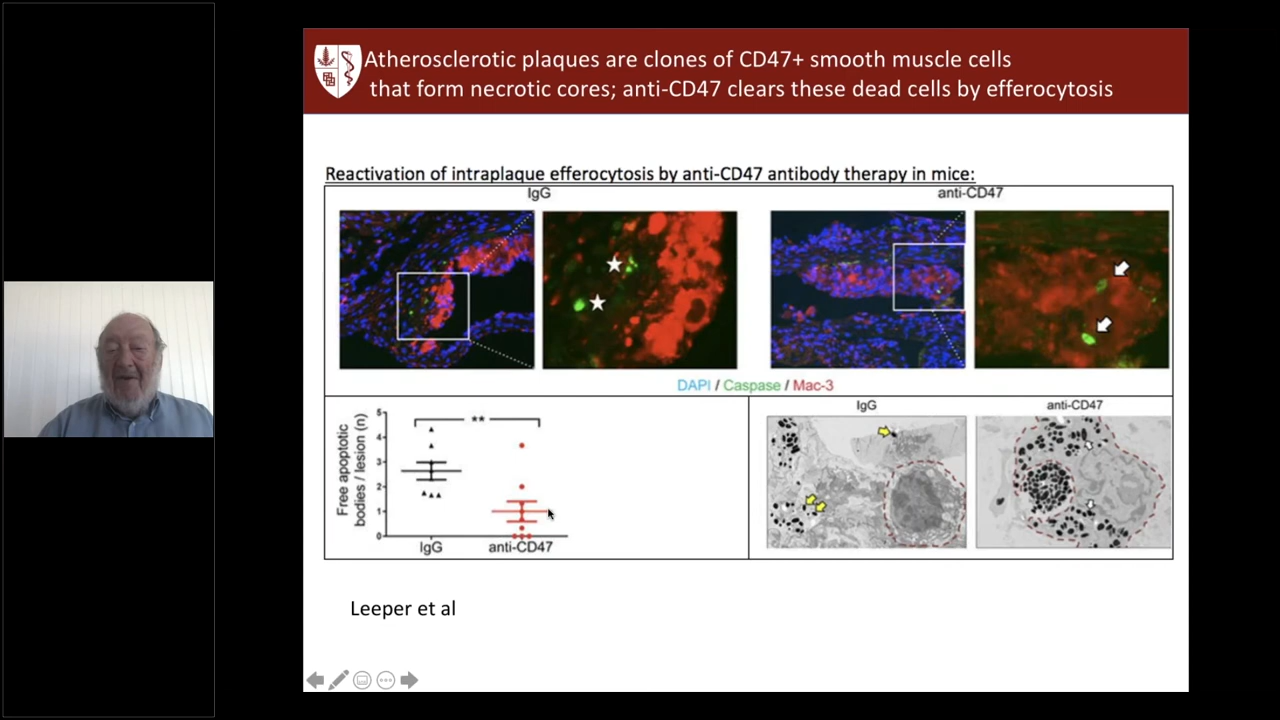 Atherosclerotic plaques are clones of CD47+ smooth muscle cells
that form necrotic cores; anti-CD47 clears these dead cells by efferocytosis
Reactivation of intraplaque efferocytosis by anti-CD47 antibody therapy in mice:
IgG
anti-CD47
DAPI / Caspase / Mac-3
Free apoptotic
bodies / lesion (n)
5
4
3
2
1
0
**
IgG
anti-CD47
IgG
anti-CD47
Leeper et al